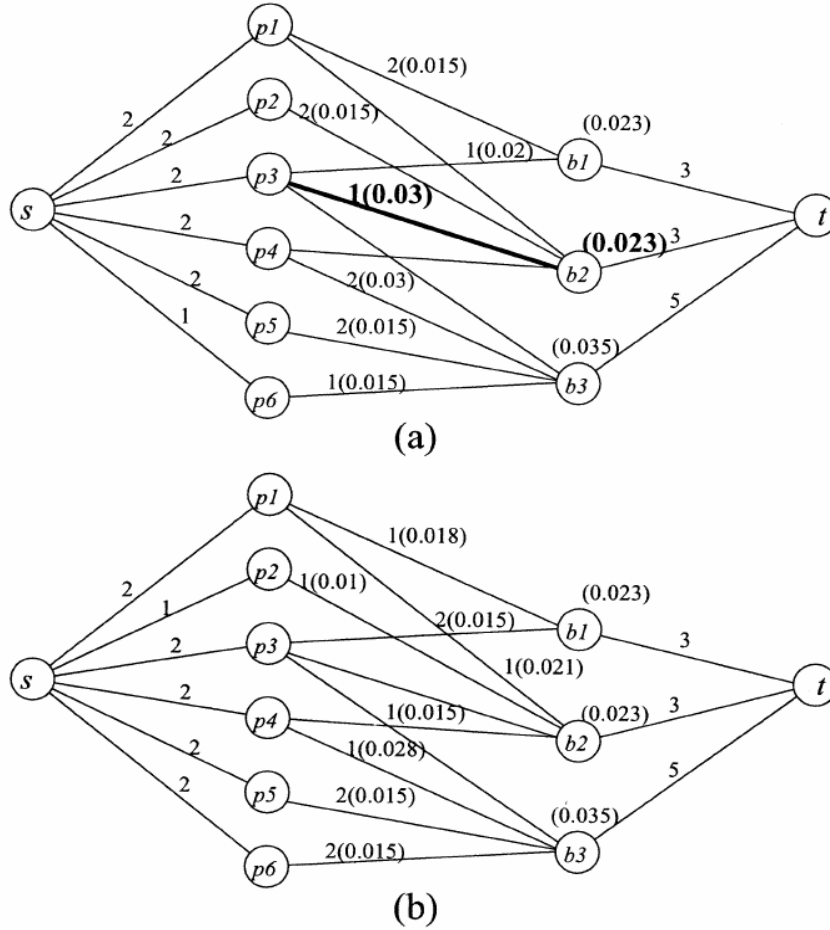 p1
2(0.015)
p2
2(0.015)
(0.023)
2
2
1(0.02)
b1
p3
2
1(0.03)
3
s
t
2
p4
(0.023)
3
b2
2
2(0.03)
1
p5
2(0.015)
5
(0.035)
p6
1(0.015)
b3
(a)
p1
1(0.018)
p2
1(0.01)
(0.023)
2
1
2(0.015)
b1
p3
2
3
1(0.021)
s
t
2
p4
1(0.015)
(0.023)
3
b2
1(0.028)
2
5
p5
2(0.015)
2
(0.035)
p6
2(0.015)
b3
(b)